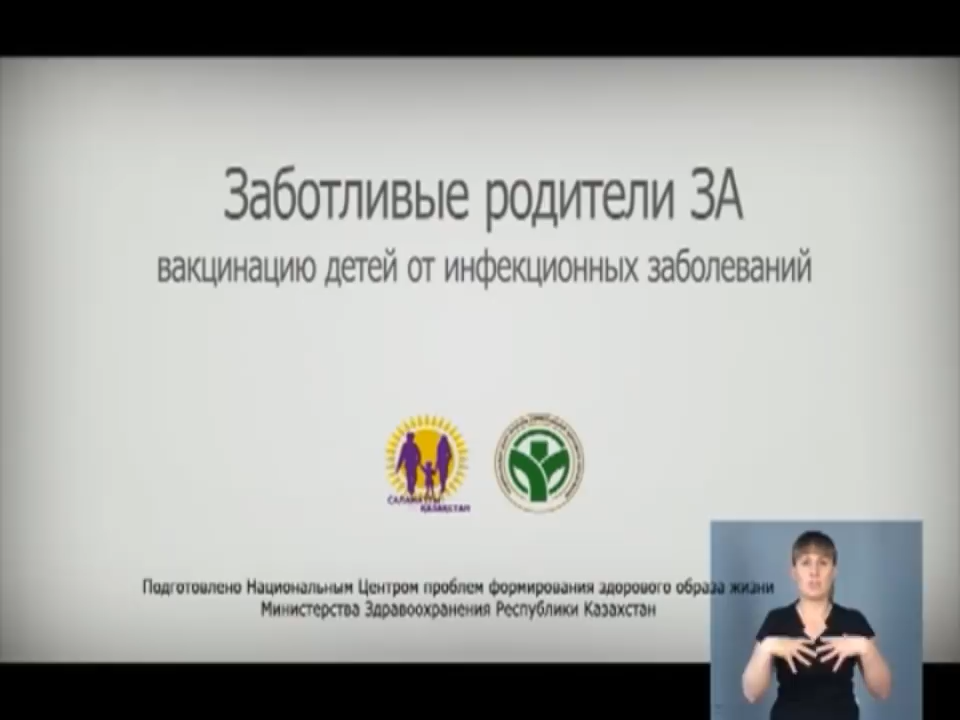 Заботливые родители ЗА
вакцинацию детей от инфекционных заболеваний
САЛАМАТТЫ
ҚАЗАҚСТАН
Подготовлено Национальным Центром проблем формирования здорового образа жизни
Министерства Здравоохранения Республики Казахстан